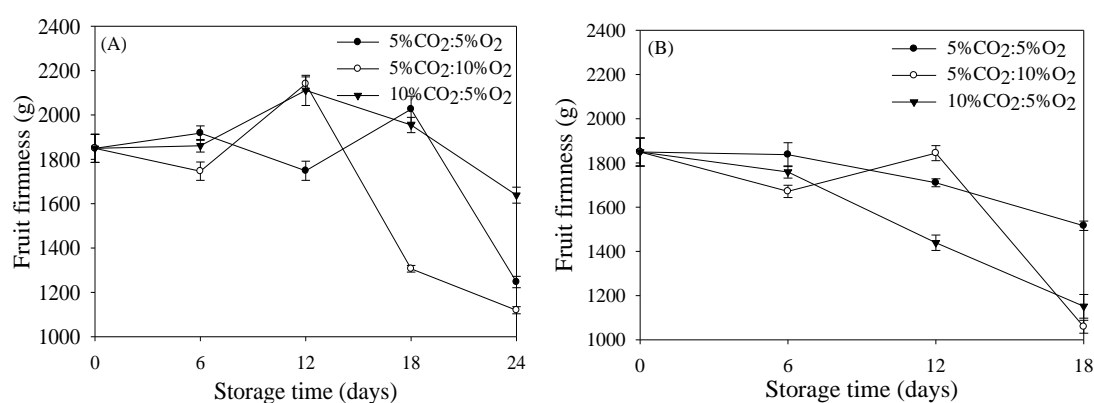 (A)
5%CO2:5%O2
5%CO2:10%O2
10%CO2:5%O2
2400
2200
2000
1800
1600
1400
1200
1000
Fruit firmness (g)
0 6 12 18 24
Storage time (days)
(B)
5%CO2:5%O2
5%CO2:10%O2
10%CO2:5%O2
2400
2200
2000
1800
1600
1400
1200
1000
Fruit firmness (g)
0 6 12 18
Storage time (days)